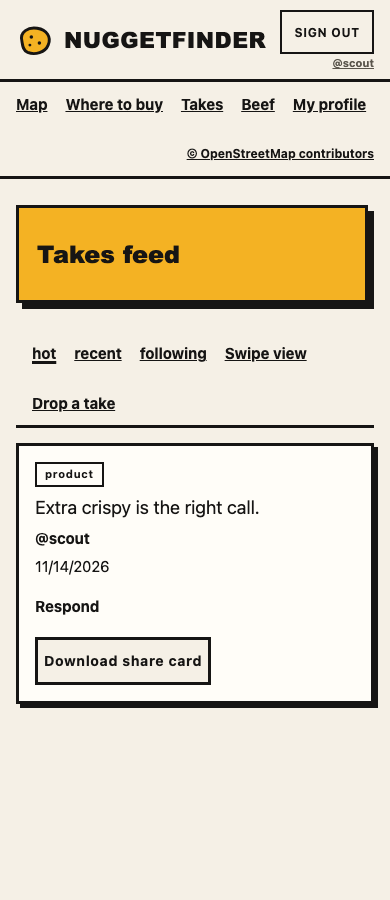 NUGGETFINDER
SIGN OUT
@scout
Map Where to buy Takes Beef My profile
© OpenStreetMap contributors
Takes feed
hot recent following Swipe view
Drop a take
product
Extra crispy is the right call.
@scout
11/14/2026
Respond
Download share card